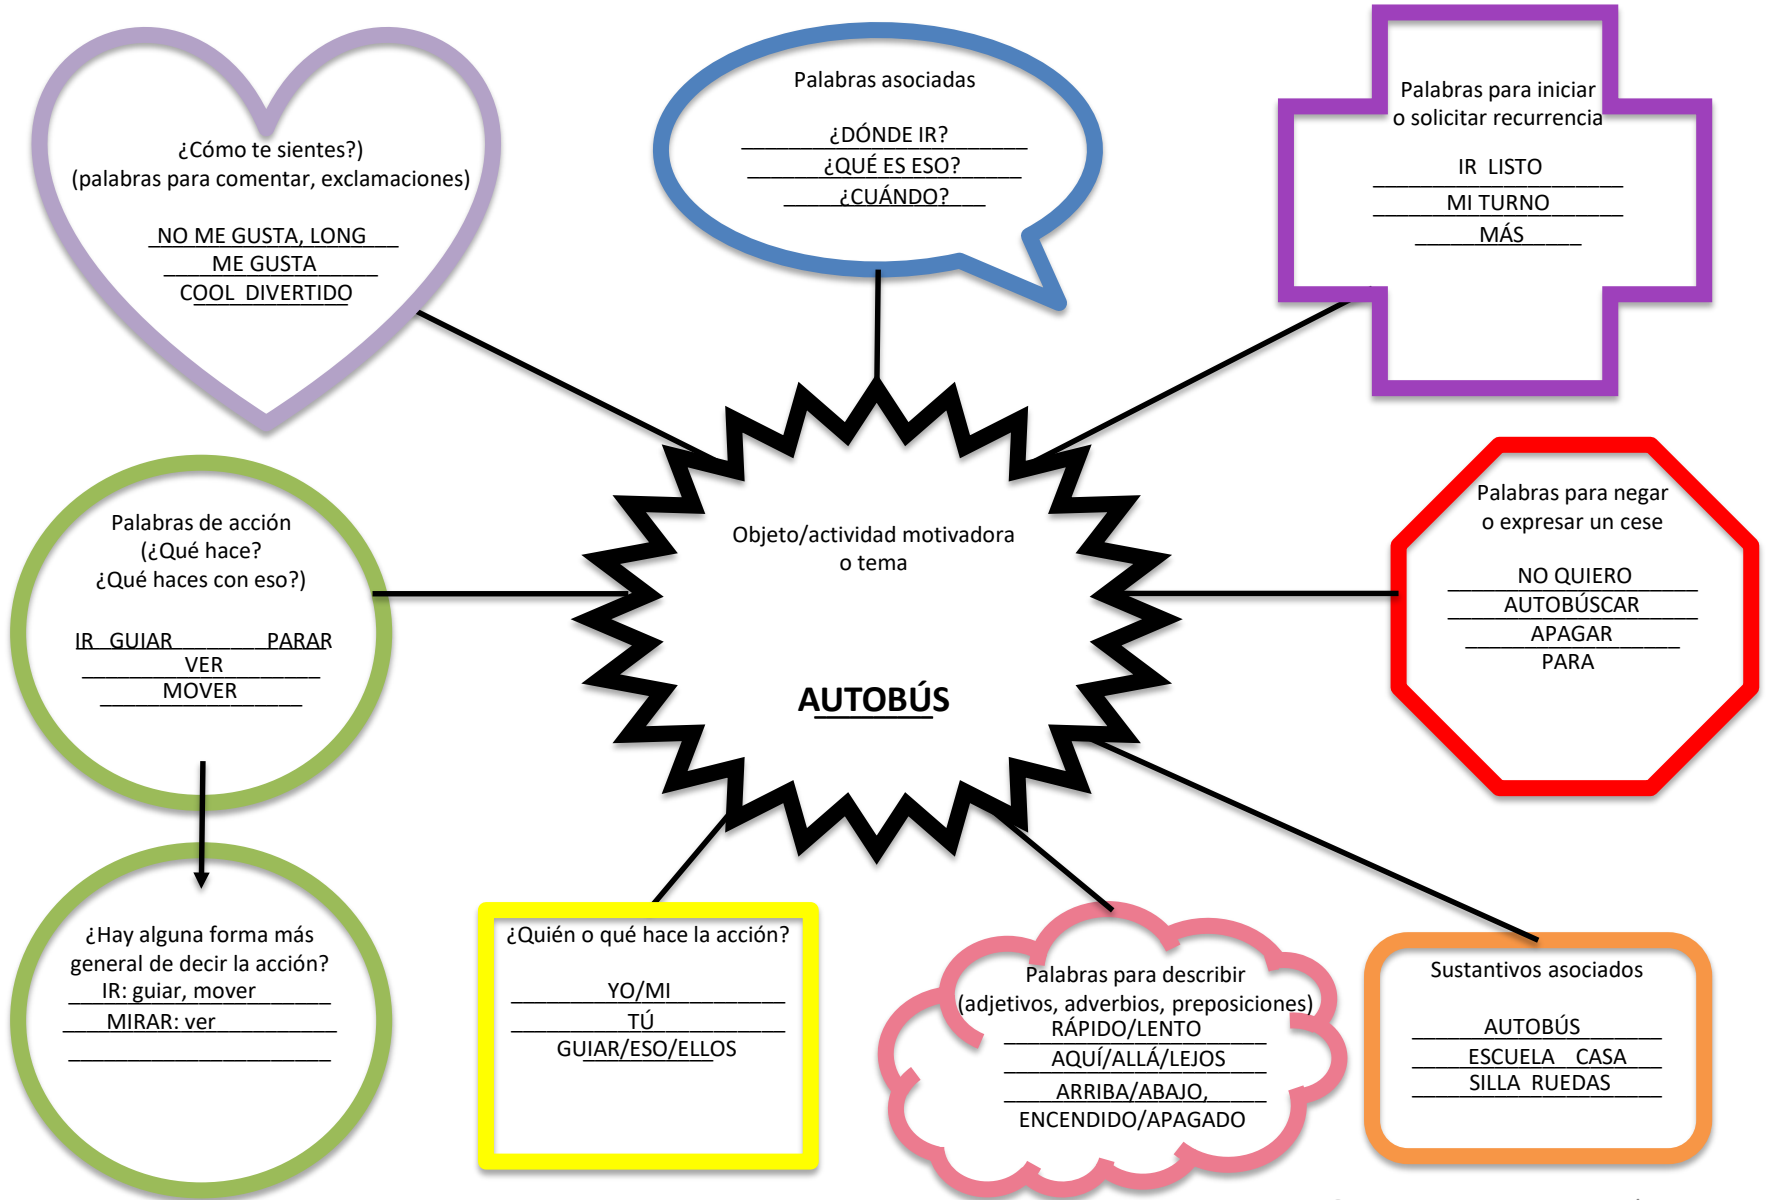 ¿Cómo te sientes?)
(palabras para comentar, exclamaciones)
NO ME GUSTA, LONG
ME GUSTA
COOL DIVERTIDO
Palabras asociadas
¿DÓNDE IR?
¿QUÉ ES ESO?
¿CUÁNDO?
Palabras para iniciar
o solicitar recurrencia
IR LISTO
MI TURNO
MÁS
Palabras de acción
(¿Qué hace?
¿Qué haces con eso?)
IR GUIAR PARAR
VER
MOVER
Objeto/actividad motivadora
o tema
AUTOBÚS
Palabras para negar
o expresar un cese
NO QUIERO
AUTOBÚSCAR
APAGAR
PARA
¿Hay alguna forma más
general de decir la acción?
IR: guiar, mover
MIRAR: ver
¿Quién o qué hace la acción?
YO/MI
TÚ
GUIAR/ESO/ELLOS
Palabras para describir
(adjetivos, adverbios, preposiciones)
RÁPIDO/LENTO
AQUÍ/ALLÁ/LEJOS
ARRIBA/ABAJO,
ENCENDIDO/APAGADO
Sustantivos asociados
AUTOBÚS
ESCUELA CASA
SILLA RUEDAS